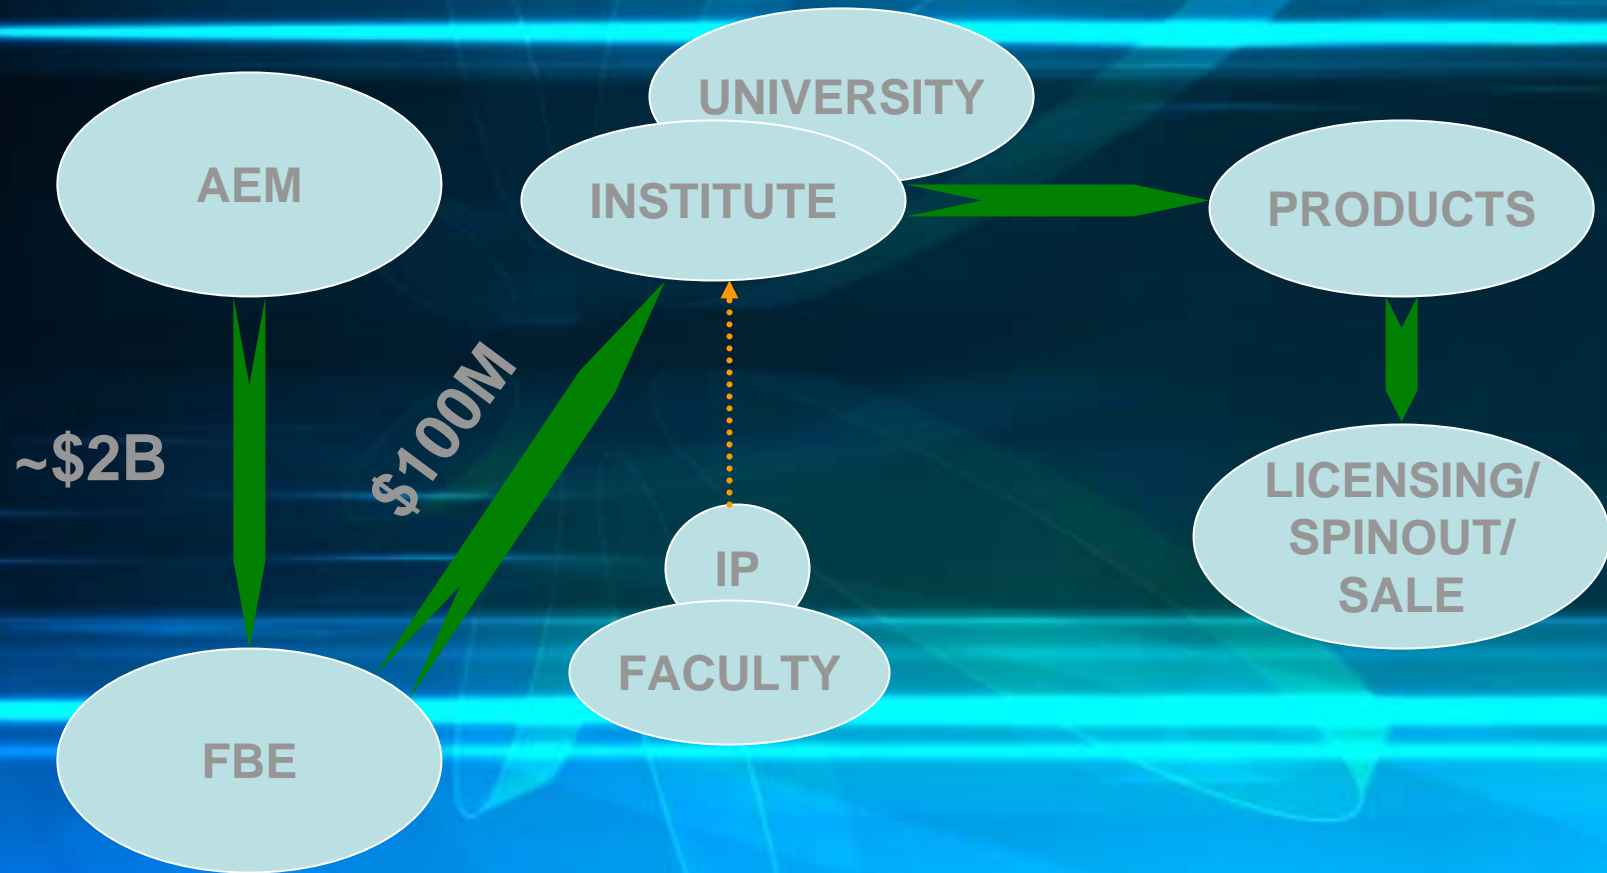 UNIVERSITY
AEM
INSTITUTE
PRODUCTS
$100M
~$2B
LICENSING/
SPINOUT/
SALE
IP
FACULTY
FBE